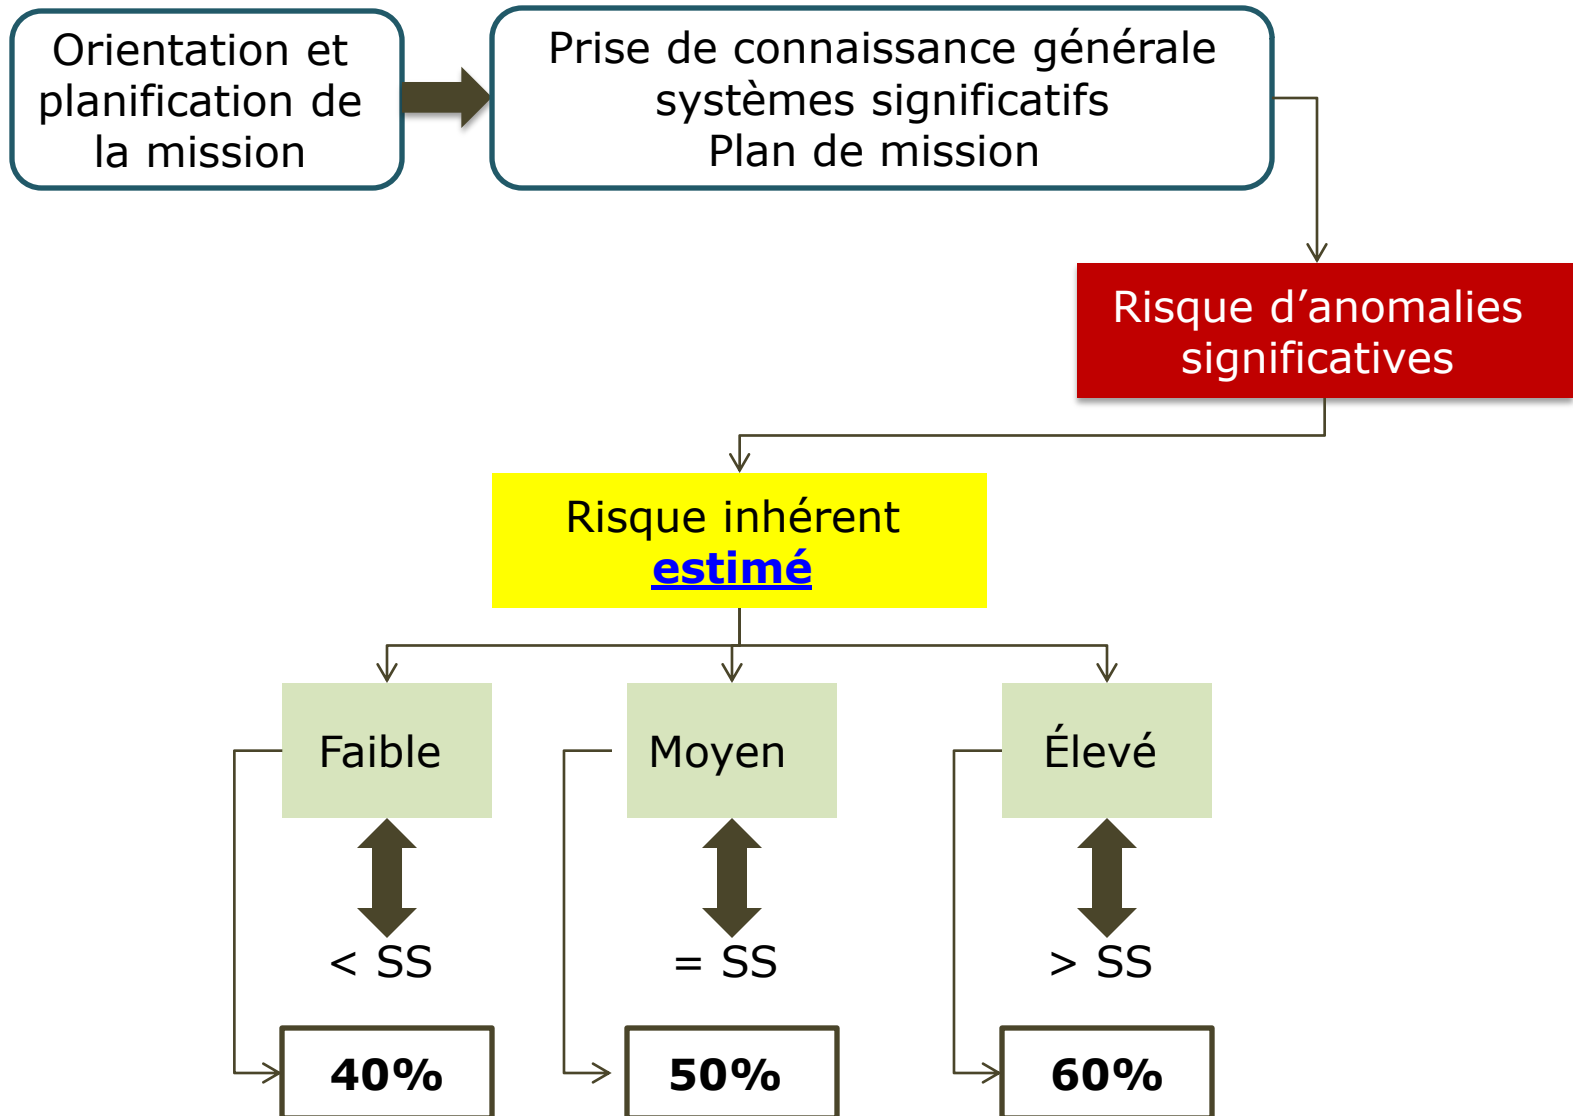 Orientation et
planification de
la mission
Prise de connaissance générale
systèmes significatifs
Plan de mission
Risque d’anomalies
significatives
Risque inhérent
estimé
Faible
Moyen
Élevé
< SS
= SS
> SS
40%
50%
60%